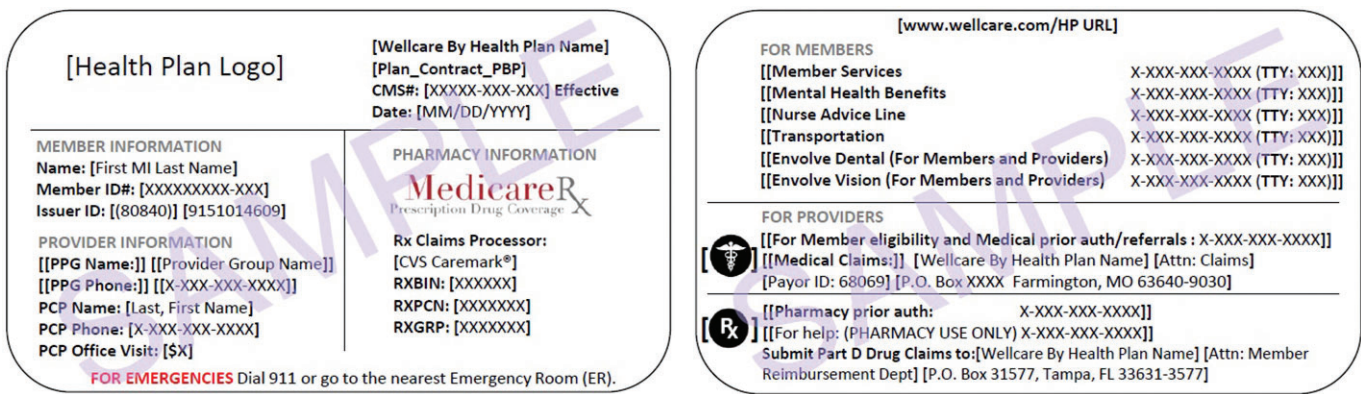 [Health Plan Logo]
[Wellcare By Health Plan Name]
[Plan_Contract_PBP]
CMS#: [XXXXX-XXX-XXX] Effective
Date: [MM/DD/YYYY]
MEMBER INFORMATION
Name: [First MI Last Name]
Member ID#: [XXXXXXXXX-XXX]
Issuer ID: [(80840)] [9151014609]
PROVIDER INFORMATION
[[PPG Name:]] [[Provider Group Name]]
[[PPG Phone:]] [[X-XXX-XXX-XXXX]]
PCP Name: [Last, First Name]
PCP Phone: [X-XXX-XXX-XXXX]
PCP Office Visit: [$X]
PHARMACY INFORMATION
MedicareRx
Prescription Drug Coverage
Rx Claims Processor:
[CVS Caremark®]
RXBIN: [XXXXXX]
RXPCN: [XXXXXXX]
RXGRP: [XXXXXXX]
FOR EMERGENCIES Dial 911 or go to the nearest Emergency Room (ER).
SAMPLE
[www.wellcare.com/HP URL]
FOR MEMBERS
[[Member Services X-XXX-XXX-XXXX (TTY: XXX)]]
[[Mental Health Benefits X-XXX-XXX-XXXX (TTY: XXX)]]
[[Nurse Advice Line X-XXX-XXX-XXXX (TTY: XXX)]]
[[Transportation X-XXX-XXX-XXXX (TTY: XXX)]]
[[Envolve Dental (For Members and Providers) X-XXX-XXX-XXXX (TTY: XXX)]]
[[Envolve Vision (For Members and Providers) X-XXX-XXX-XXXX (TTY: XXX)]]
FOR PROVIDERS
[[For Member eligibility and Medical prior auth/referrals : X-XXX-XXX-XXXX]]
[ ] [[Medical Claims:]] [Wellcare By Health Plan Name] [Attn: Claims]
[Payor ID: 68069] [P.O. Box XXXX Farmington, MO 63640-9030]
[[Pharmacy prior auth: X-XXX-XXX-XXXX]]
[Rx] [[For help: (PHARMACY USE ONLY) X-XXX-XXX-XXXX]]
Submit Part D Drug Claims to:[Wellcare By Health Plan Name] [Attn: Member
Reimbursement Dept] [P.O. Box 31577, Tampa, FL 33631-3577]
SAMPLE